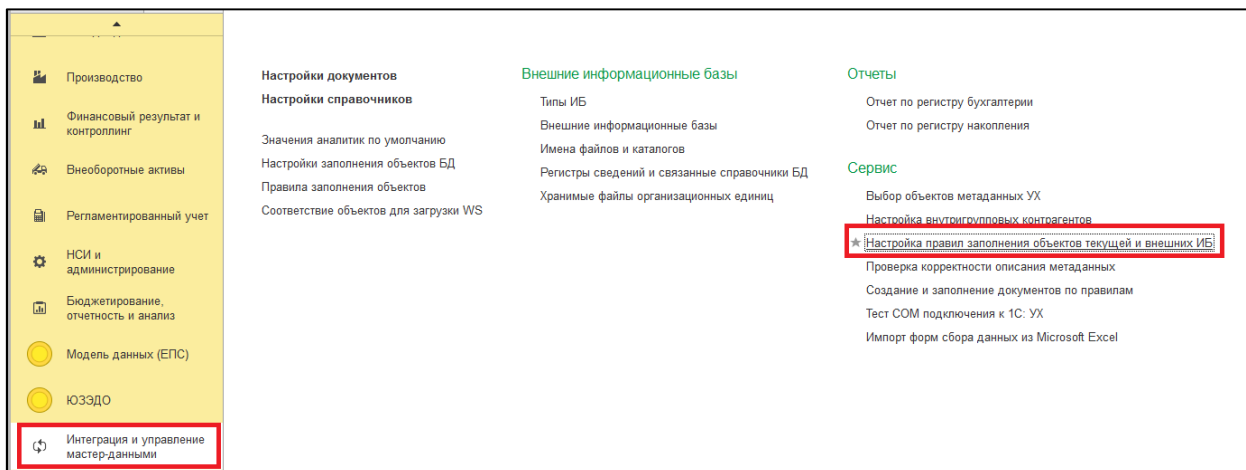 Производство
Финансовый результат и
контроллинг
Внеоборотные активы
Регламентированный учет
НСИ и
администрирование
Бюджетирование,
отчетность и анализ
Модель данных (ЕПС)
ЮЗЭДО
Интеграция и управление
мастер-данными
Настройки документов
Настройки справочников
Значения аналитик по умолчанию
Настройки заполнения объектов БД
Правила заполнения объектов
Соответствие объектов для загрузки WS
Внешние информационные базы
Типы ИБ
Внешние информационные базы
Имена файлов и каталогов
Регистры сведений и связанные справочники БД
Хранимые файлы организационных единиц
Отчеты
Отчет по регистру бухгалтерии
Отчет по регистру накопления
Сервис
Выбор объектов метаданных УХ
Настройка внутригрупповых контрагентов
Настройка правил заполнения объектов текущей и внешних ИБ
Проверка корректности описания метаданных
Создание и заполнение документов по правилам
Тест COM подключения к 1С: УХ
Импорт форм сбора данных из Microsoft Excel